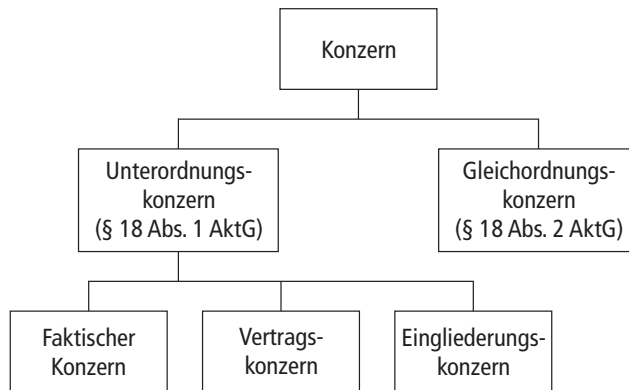 Konzern
Unterordnungs-
konzern
(§ 18 Abs. 1 AktG)
Gleichordnungs-
konzern
(§ 18 Abs. 2 AktG)
Faktischer
Konzern
Vertrags-
konzern
Eingliederungs-
konzern